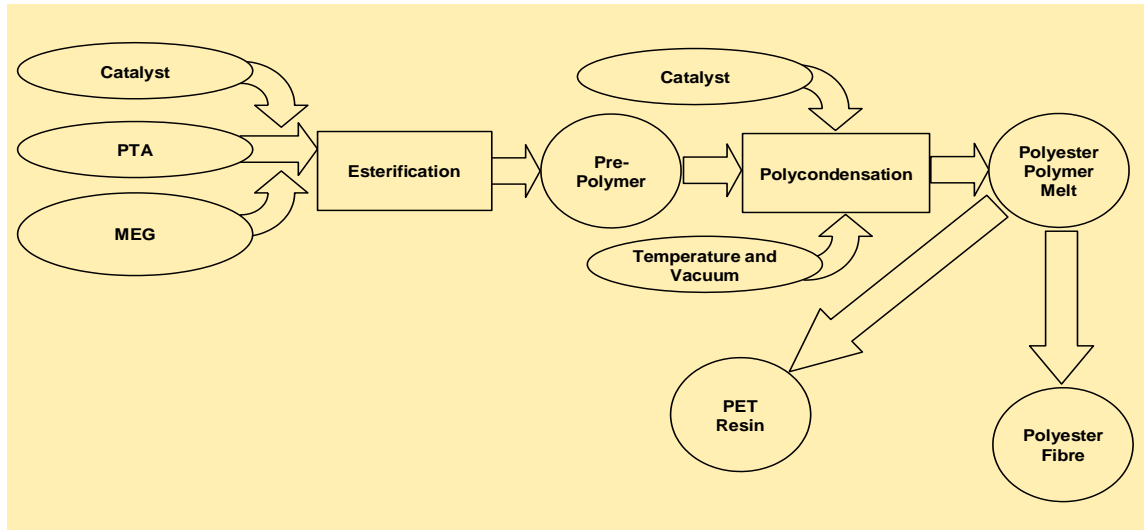 Catalyst
PTA
MEG
Esterification
Pre-
Polymer
Catalyst
Polycondensation
Temperature and
Vacuum
Polyester
Polymer
Melt
PET
Resin
Polyester
Fibre